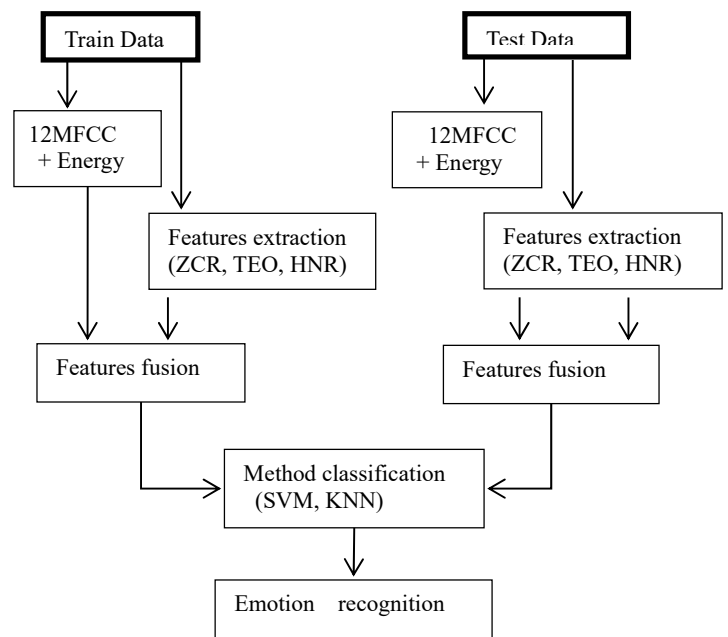 Train Data
Test Data
12MFCC
+ Energy
12MFCC
+ Energy
Features extraction
(ZCR, TEO, HNR)
Features extraction
(ZCR, TEO, HNR)
Features fusion
Features fusion
Method classification
(SVM, KNN)
Emotion recognition